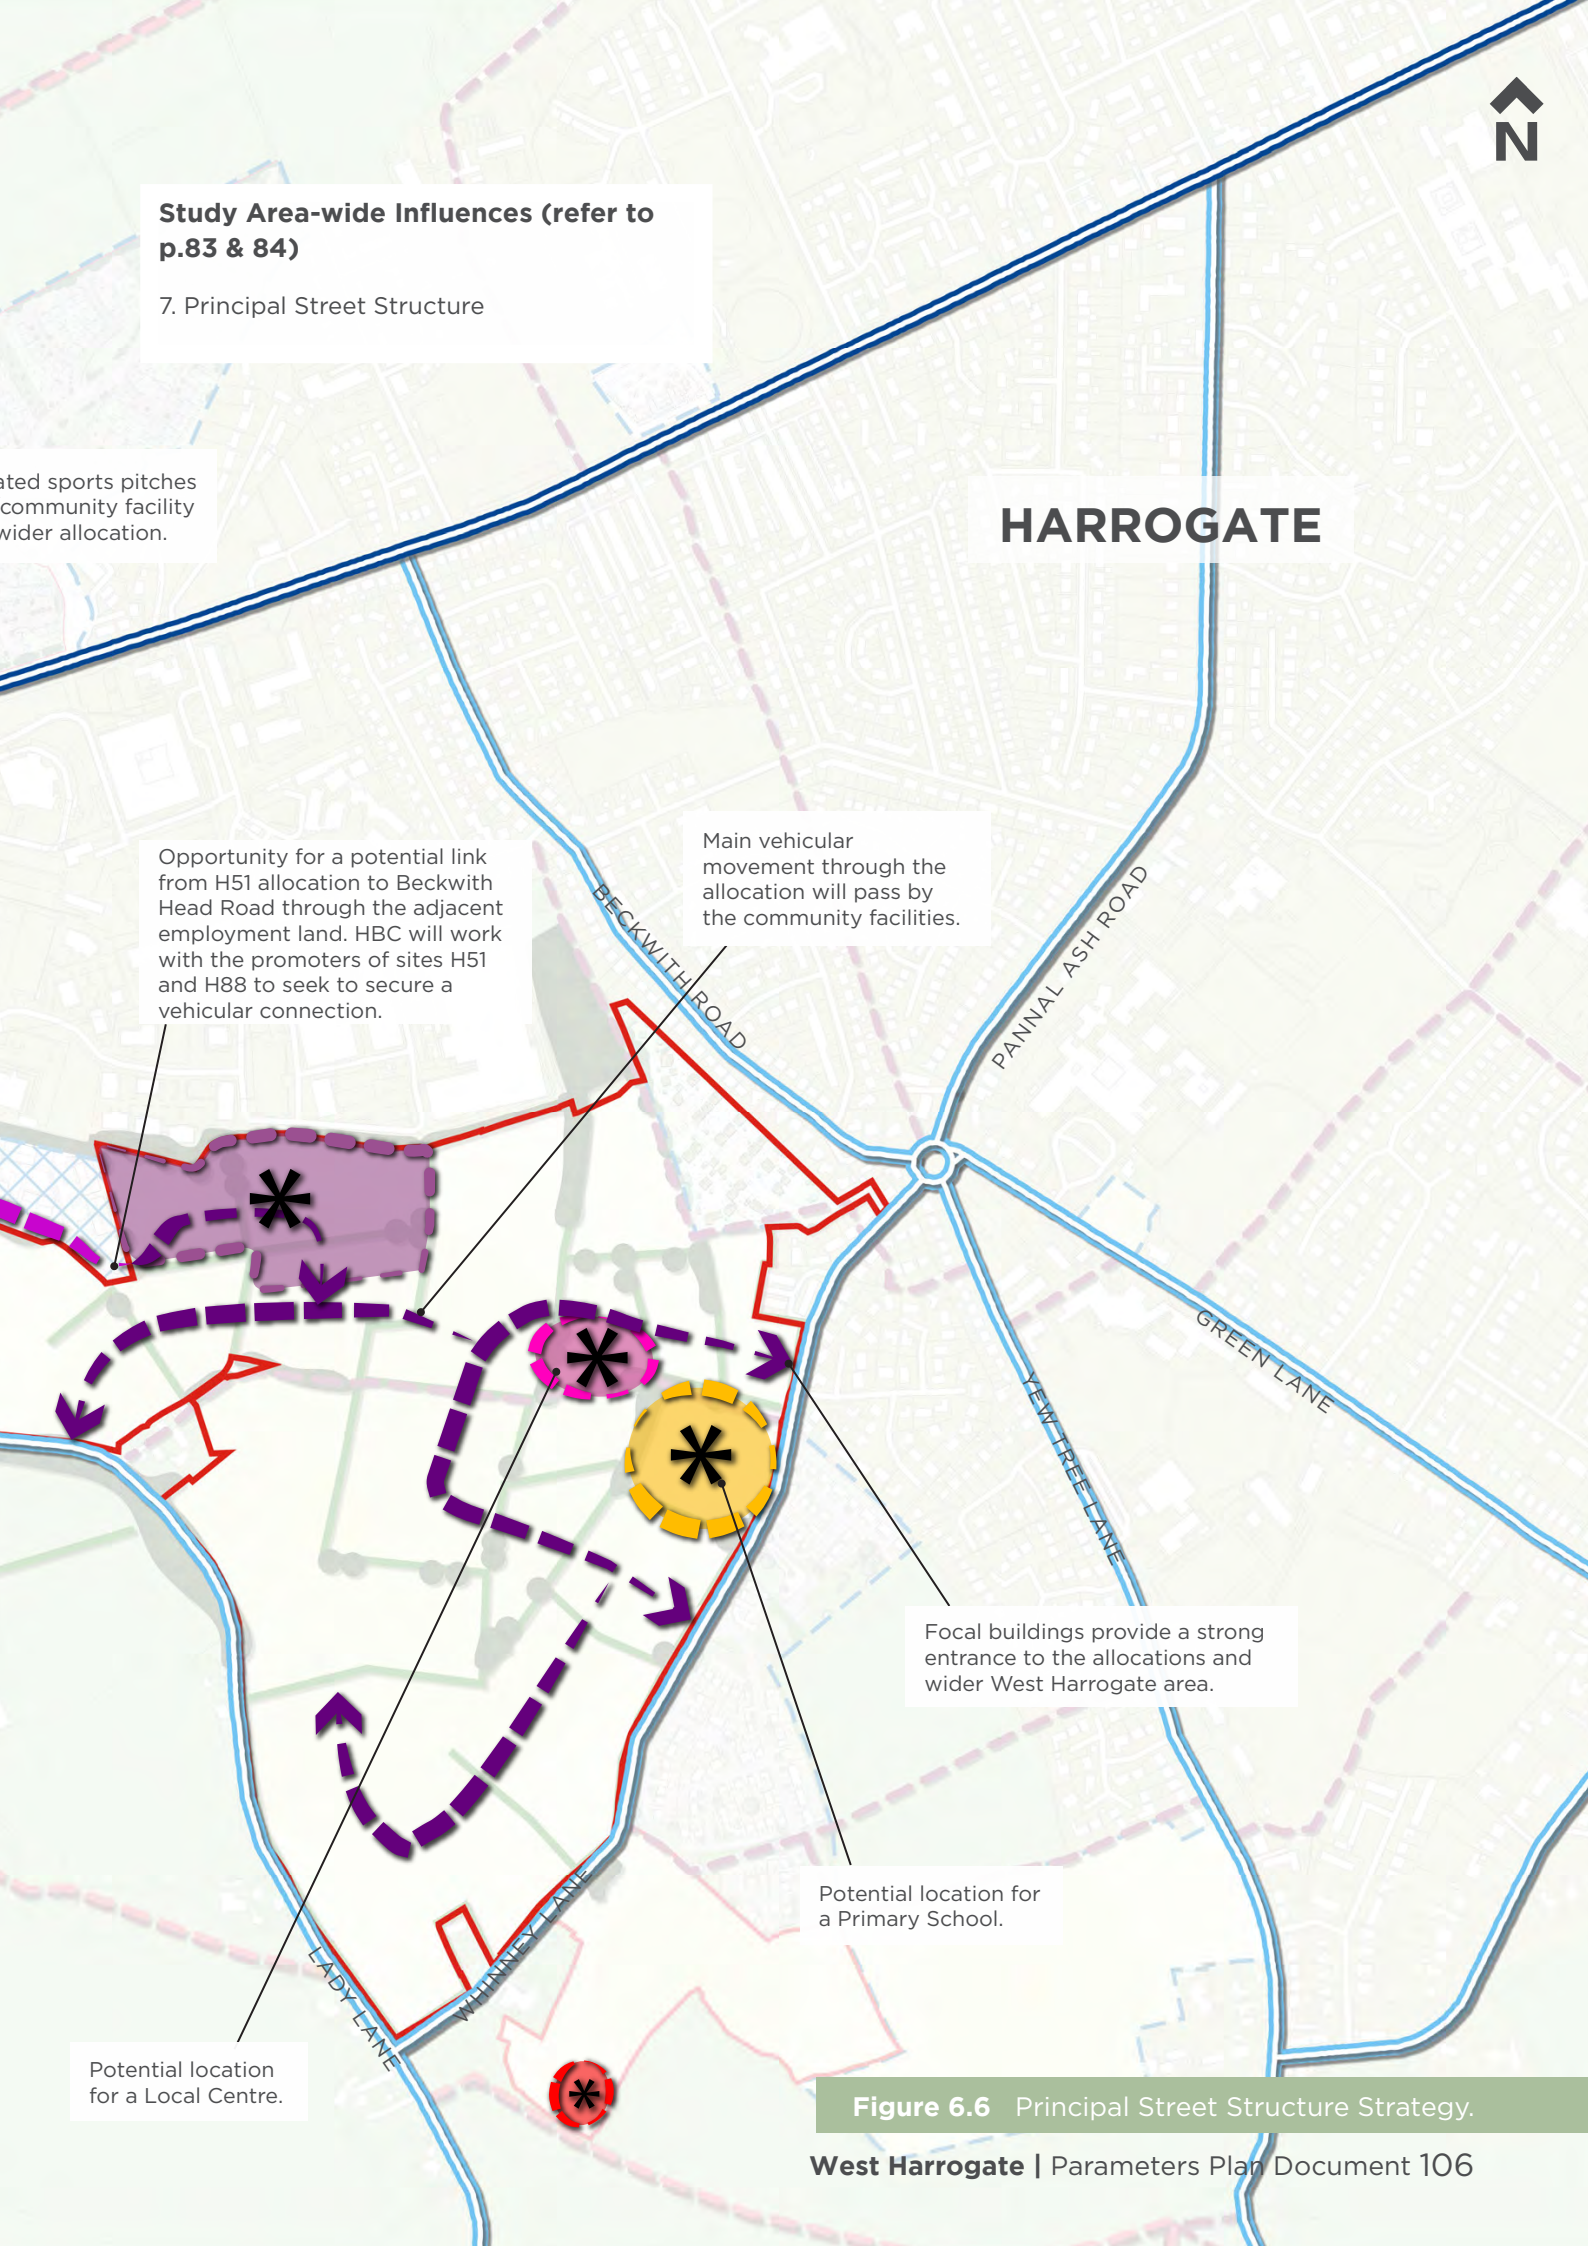 N
Study Area-wide Influences (refer to
p.83 & 84)
7. Principal Street Structure
ated sports pitches
community facility
wider allocation.
HARROGATE
Opportunity for a potential link
from H51 allocation to Beckwith
Head Road through the adjacent
employment land. HBC will work
with the promoters of sites H51
and H88 to seek to secure a
vehicular connection.
Main vehicular
movement through the
allocation will pass by
the community facilities.
BECKWITH ROAD
PANNAL ASH ROAD
GREEN LANE
YEW TREE LANE
Focal buildings provide a strong
entrance to the allocations and
wider West Harrogate area.
Potential location for
a Primary School.
WHINNEY LANE
LADY LANE
Potential location
for a Local Centre.
Figure 6.6 Principal Street Structure Strategy.
West Harrogate | Parameters Plan Document 106